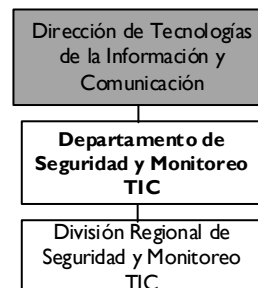 Dirección de Tecnologías
de la Información y
Comunicación
Departamento de
Seguridad y Monitoreo
TIC
División Regional de
Seguridad y Monitoreo
TIC